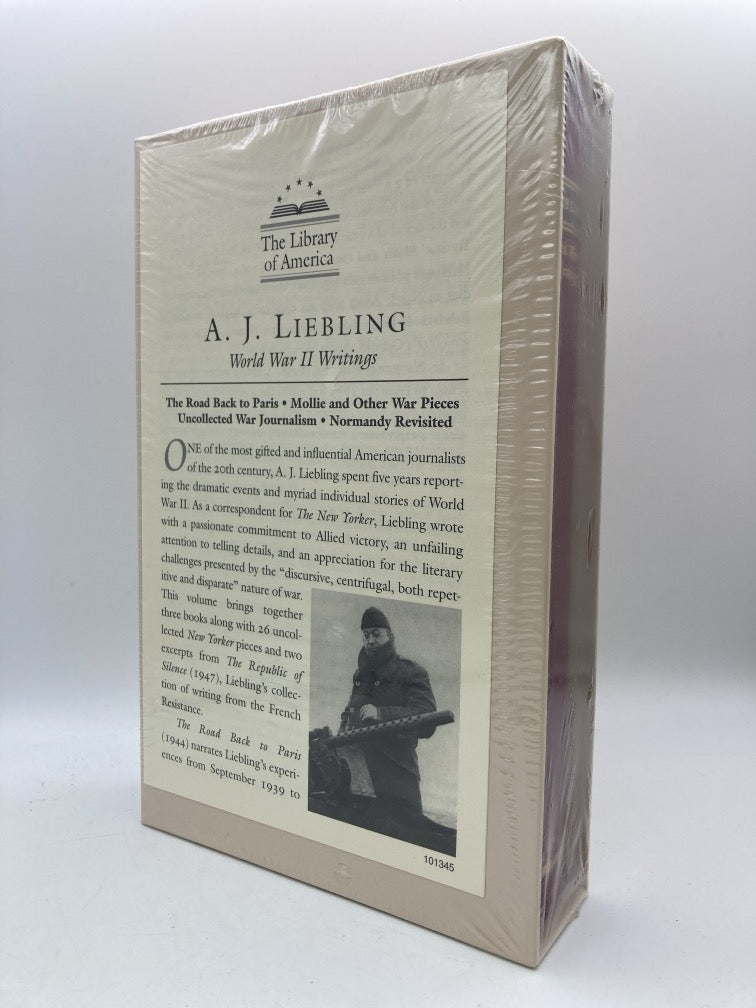 The Library
of America
A. J. LIEBLING
World War II Writings
The Road Back to Paris • Mollie and Other War Pieces
Uncollected War Journalism • Normandy Revisited
ONE of the most gifted and influential American journalists
of the 20th century, A. J. Liebling spent five years report-
ing the dramatic events and myriad individual stories of World
War II. As a correspondent for The New Yorker, Liebling wrote
with a passionate commitment to Allied victory, an unfailing
attention to telling details, and an appreciation for the literary
challenges presented by the “discursive, centrifugal, both repet-
itive and disparate” nature of war.
This volume brings together
three books along with 26 uncol-
lected New Yorker pieces and two
excerpts from The Republic of
Silence (1947), Liebling’s collec-
tion of writing from the French
Resistance.
The Road Back to Paris
(1944) narrates Liebling’s experi-
ences from September 1939 to
101345